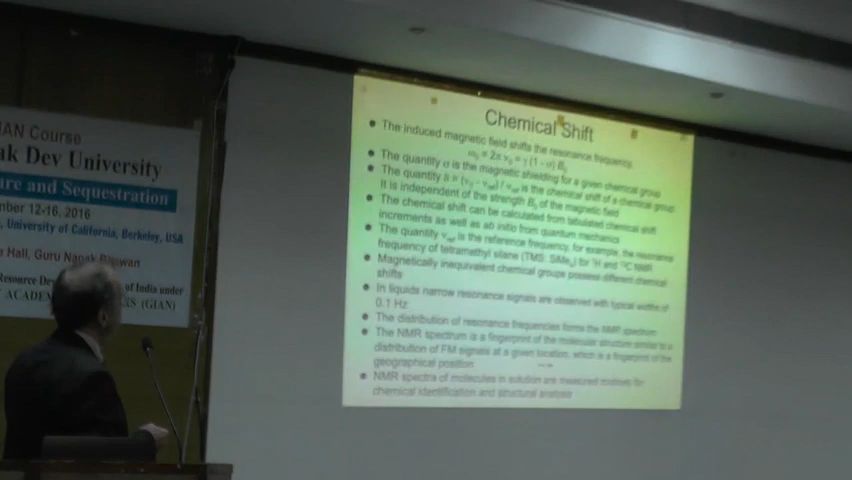 IAN Course
ak Dev University
ure and Sequestration
mber 12-16, 2016
, University of California, Berkeley, USA
Hall, Guru Nanak
Resource Dev of India under
ACADEM (GIAN)
Chemical Shift
• The induced magnetic field shifts the resonance frequency,
ω₀ = 2π ν₀ = γ (1 - σ) B₀
• The quantity σ is the magnetic shielding for a given chemical group
• The quantity δ = (ν₀ - νref) / νref is the chemical shift of a chemical group.
It is independent of the strength B₀ of the magnetic field
• The chemical shift can be calculated from tabulated chemical shift
increments as well as ab initio from quantum mechanics
• The quantity νref is the reference frequency, for example, the resonance
frequency of tetramethyl silane (TMS: SiMe₄) for ¹H and ¹³C NMR
• Magnetically inequivalent chemical groups possess different chemical
shifts
• In liquids narrow resonance signals are observed with typical widths of
0.1 Hz
• The distribution of resonance frequencies forms the NMR spectrum
• The NMR spectrum is a fingerprint of the molecular structure similar to a
distribution of FM signals at a given location, which is a fingerprint of the
geographical position
• NMR spectra of molecules in solution are measured routinely for
chemical identification and structural analysis